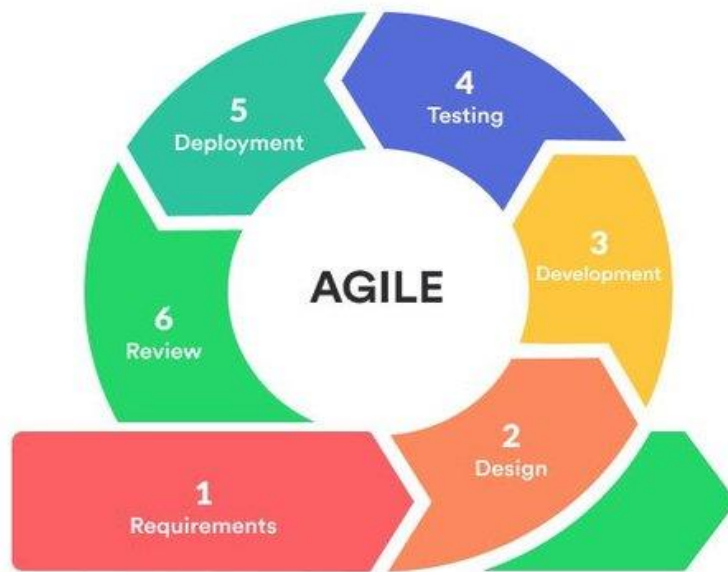 AGILE
1
Requirements
2
Design
3
Development
4
Testing
5
Deployment
6
Review